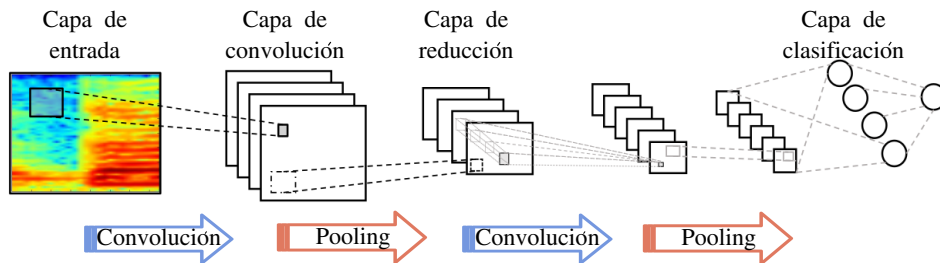 Capa de
entrada
Capa de
convolución
Capa de
reducción
Capa de
clasificación
Convolución
Pooling
Convolución
Pooling